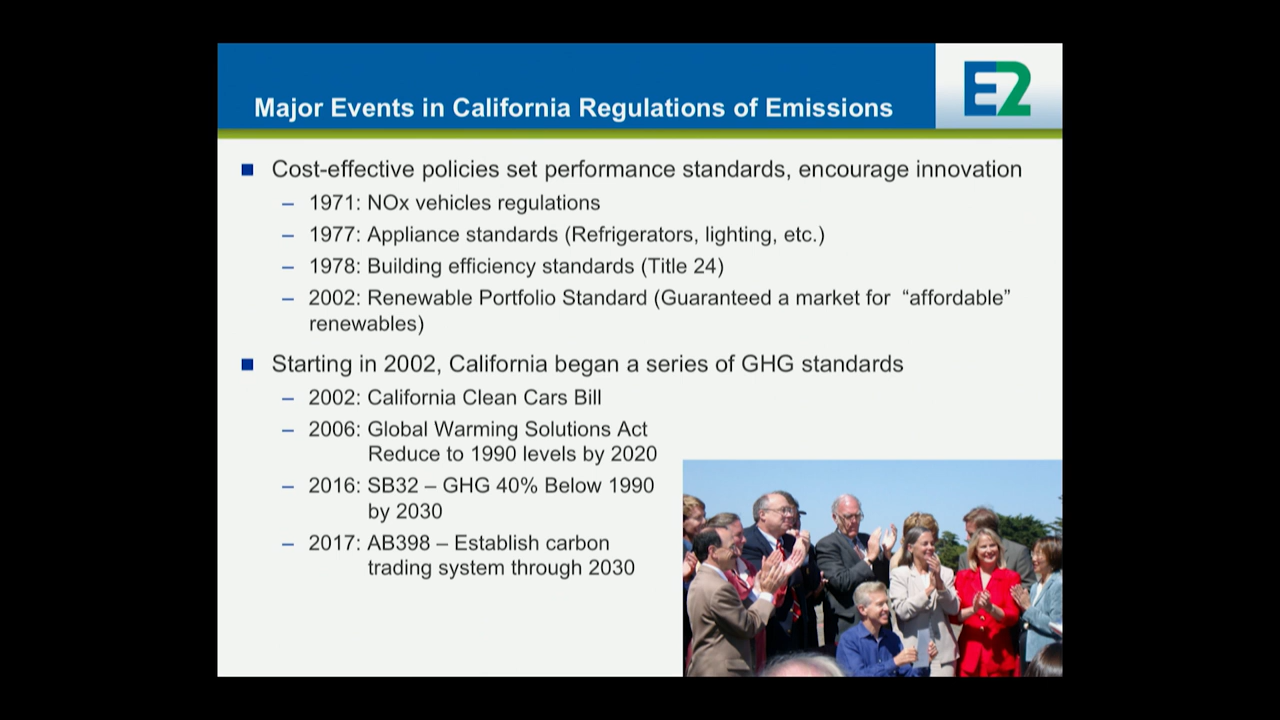 E2
Major Events in California Regulations of Emissions
■ Cost-effective policies set performance standards, encourage innovation
– 1971: NOx vehicles regulations
– 1977: Appliance standards (Refrigerators, lighting, etc.)
– 1978: Building efficiency standards (Title 24)
– 2002: Renewable Portfolio Standard (Guaranteed a market for “affordable”
renewables)
■ Starting in 2002, California began a series of GHG standards
– 2002: California Clean Cars Bill
– 2006: Global Warming Solutions Act
Reduce to 1990 levels by 2020
– 2016: SB32 – GHG 40% Below 1990
by 2030
– 2017: AB398 – Establish carbon
trading system through 2030